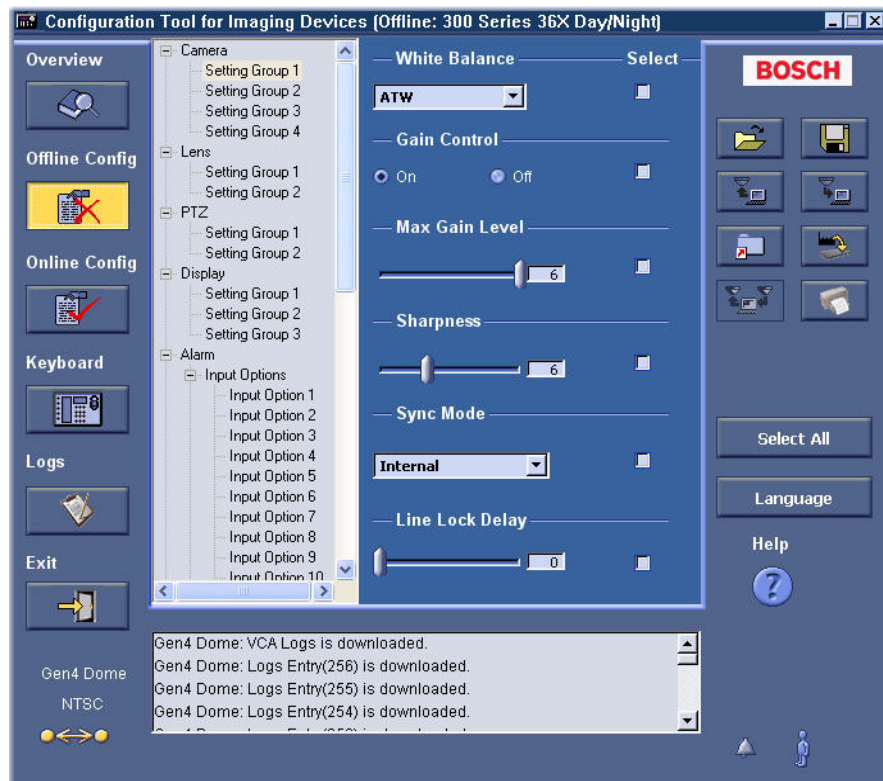 Configuration Tool for Imaging Devices (Offline: 300 Series 36X Day/Night)
Overview
Offline Config
Online Config
Keyboard
Logs
Exit
Gen4 Dome
NTSC
Camera
Setting Group 1
Setting Group 2
Setting Group 3
Setting Group 4
Lens
Setting Group 1
Setting Group 2
PTZ
Setting Group 1
Setting Group 2
Display
Setting Group 1
Setting Group 2
Setting Group 3
Alarm
Input Options
Input Option 1
Input Option 2
Input Option 3
Input Option 4
Input Option 5
Input Option 6
Input Option 7
Input Option 8
Input Option 9
Input Option 10
White Balance Select
ATW
Gain Control
On Off
Max Gain Level
6
Sharpness
6
Sync Mode
Internal
Line Lock Delay
0
BOSCH
Select All
Language
Help
?
Gen4 Dome: VCA Logs is downloaded.
Gen4 Dome: Logs Entry(256) is downloaded.
Gen4 Dome: Logs Entry(255) is downloaded.
Gen4 Dome: Logs Entry(254) is downloaded.